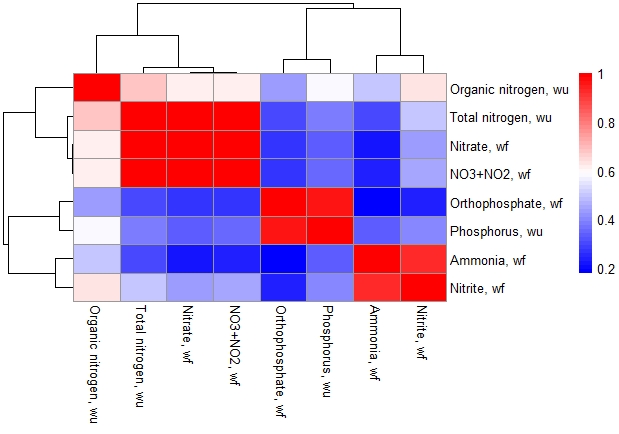 Organic nitrogen, wu
Total nitrogen, wu
Nitrate, wf
NO3+NO2, wf
Orthophosphate, wf
Phosphorus, wu
Ammonia, wf
Nitrite, wf
1
0.8
0.6
0.4
0.2
Organic nitrogen, wu
Total nitrogen, wu
Nitrate, wf
NO3+NO2, wf
Orthophosphate, wf
Phosphorus, wu
Ammonia, wf
Nitrite, wf